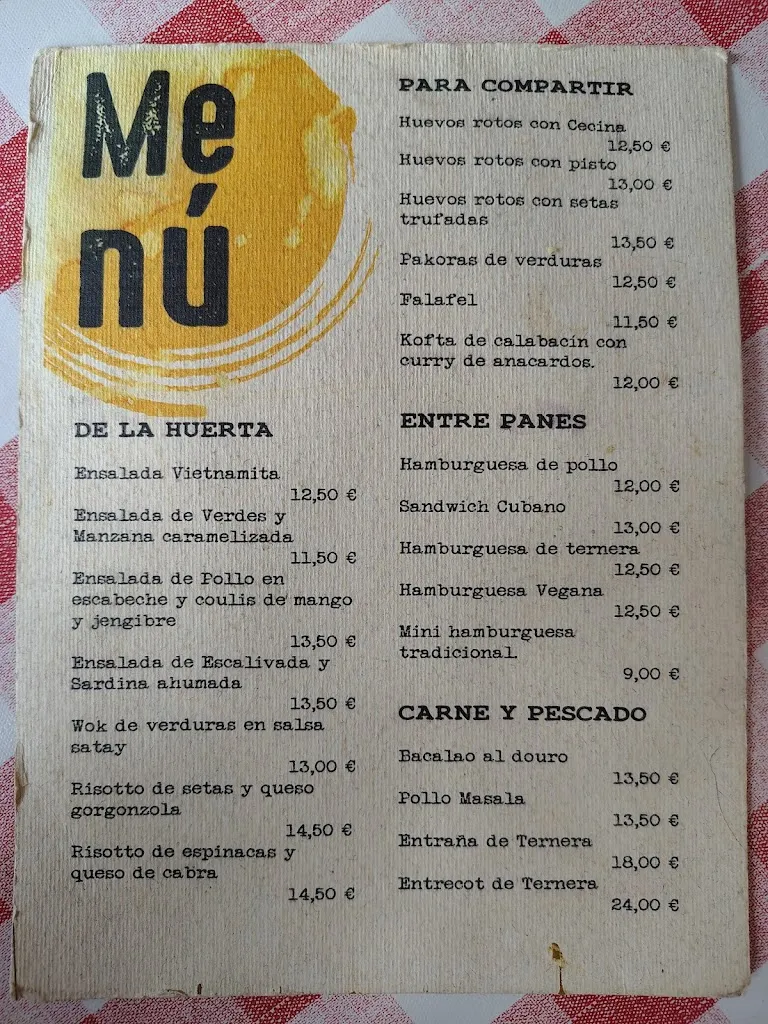 Me
nú
DE LA HUERTA
Ensalada Vietnamita
12,50 €
Ensalada de Verdes y
Manzana caramelizada
11,50 €
Ensalada de Pollo en
escabeche y coulis de mango
y jengibre
13,50 €
Ensalada de Escalivada y
Sardina ahumada
13,50 €
Wok de verduras en salsa
satay
13,00 €
Risotto de setas y queso
gorgonzola
14,50 €
Risotto de espinacas y
queso de cabra
14,50 €
PARA COMPARTIR
Huevos rotos con Cecina
12,50 €
Huevos rotos con pisto
13,00 €
Huevos rotos con setas
trufadas
13,50 €
Pakoras de verduras
12,50 €
Falafel
11,50 €
Kofta de calabacín con
curry de anacardos.
12,00 €
ENTRE PANES
Hamburguesa de pollo
12,00 €
Sandwich Cubano
13,00 €
Hamburguesa de ternera
12,50 €
Hamburguesa Vegana
12,50 €
Mini hamburguesa
tradicional
9,00 €
CARNE Y PESCADO
Bacalao al douro
13,50 €
Pollo Masala
13,50 €
Entraña de Ternera
18,00 €
Entrecot de Ternera
24,00 €